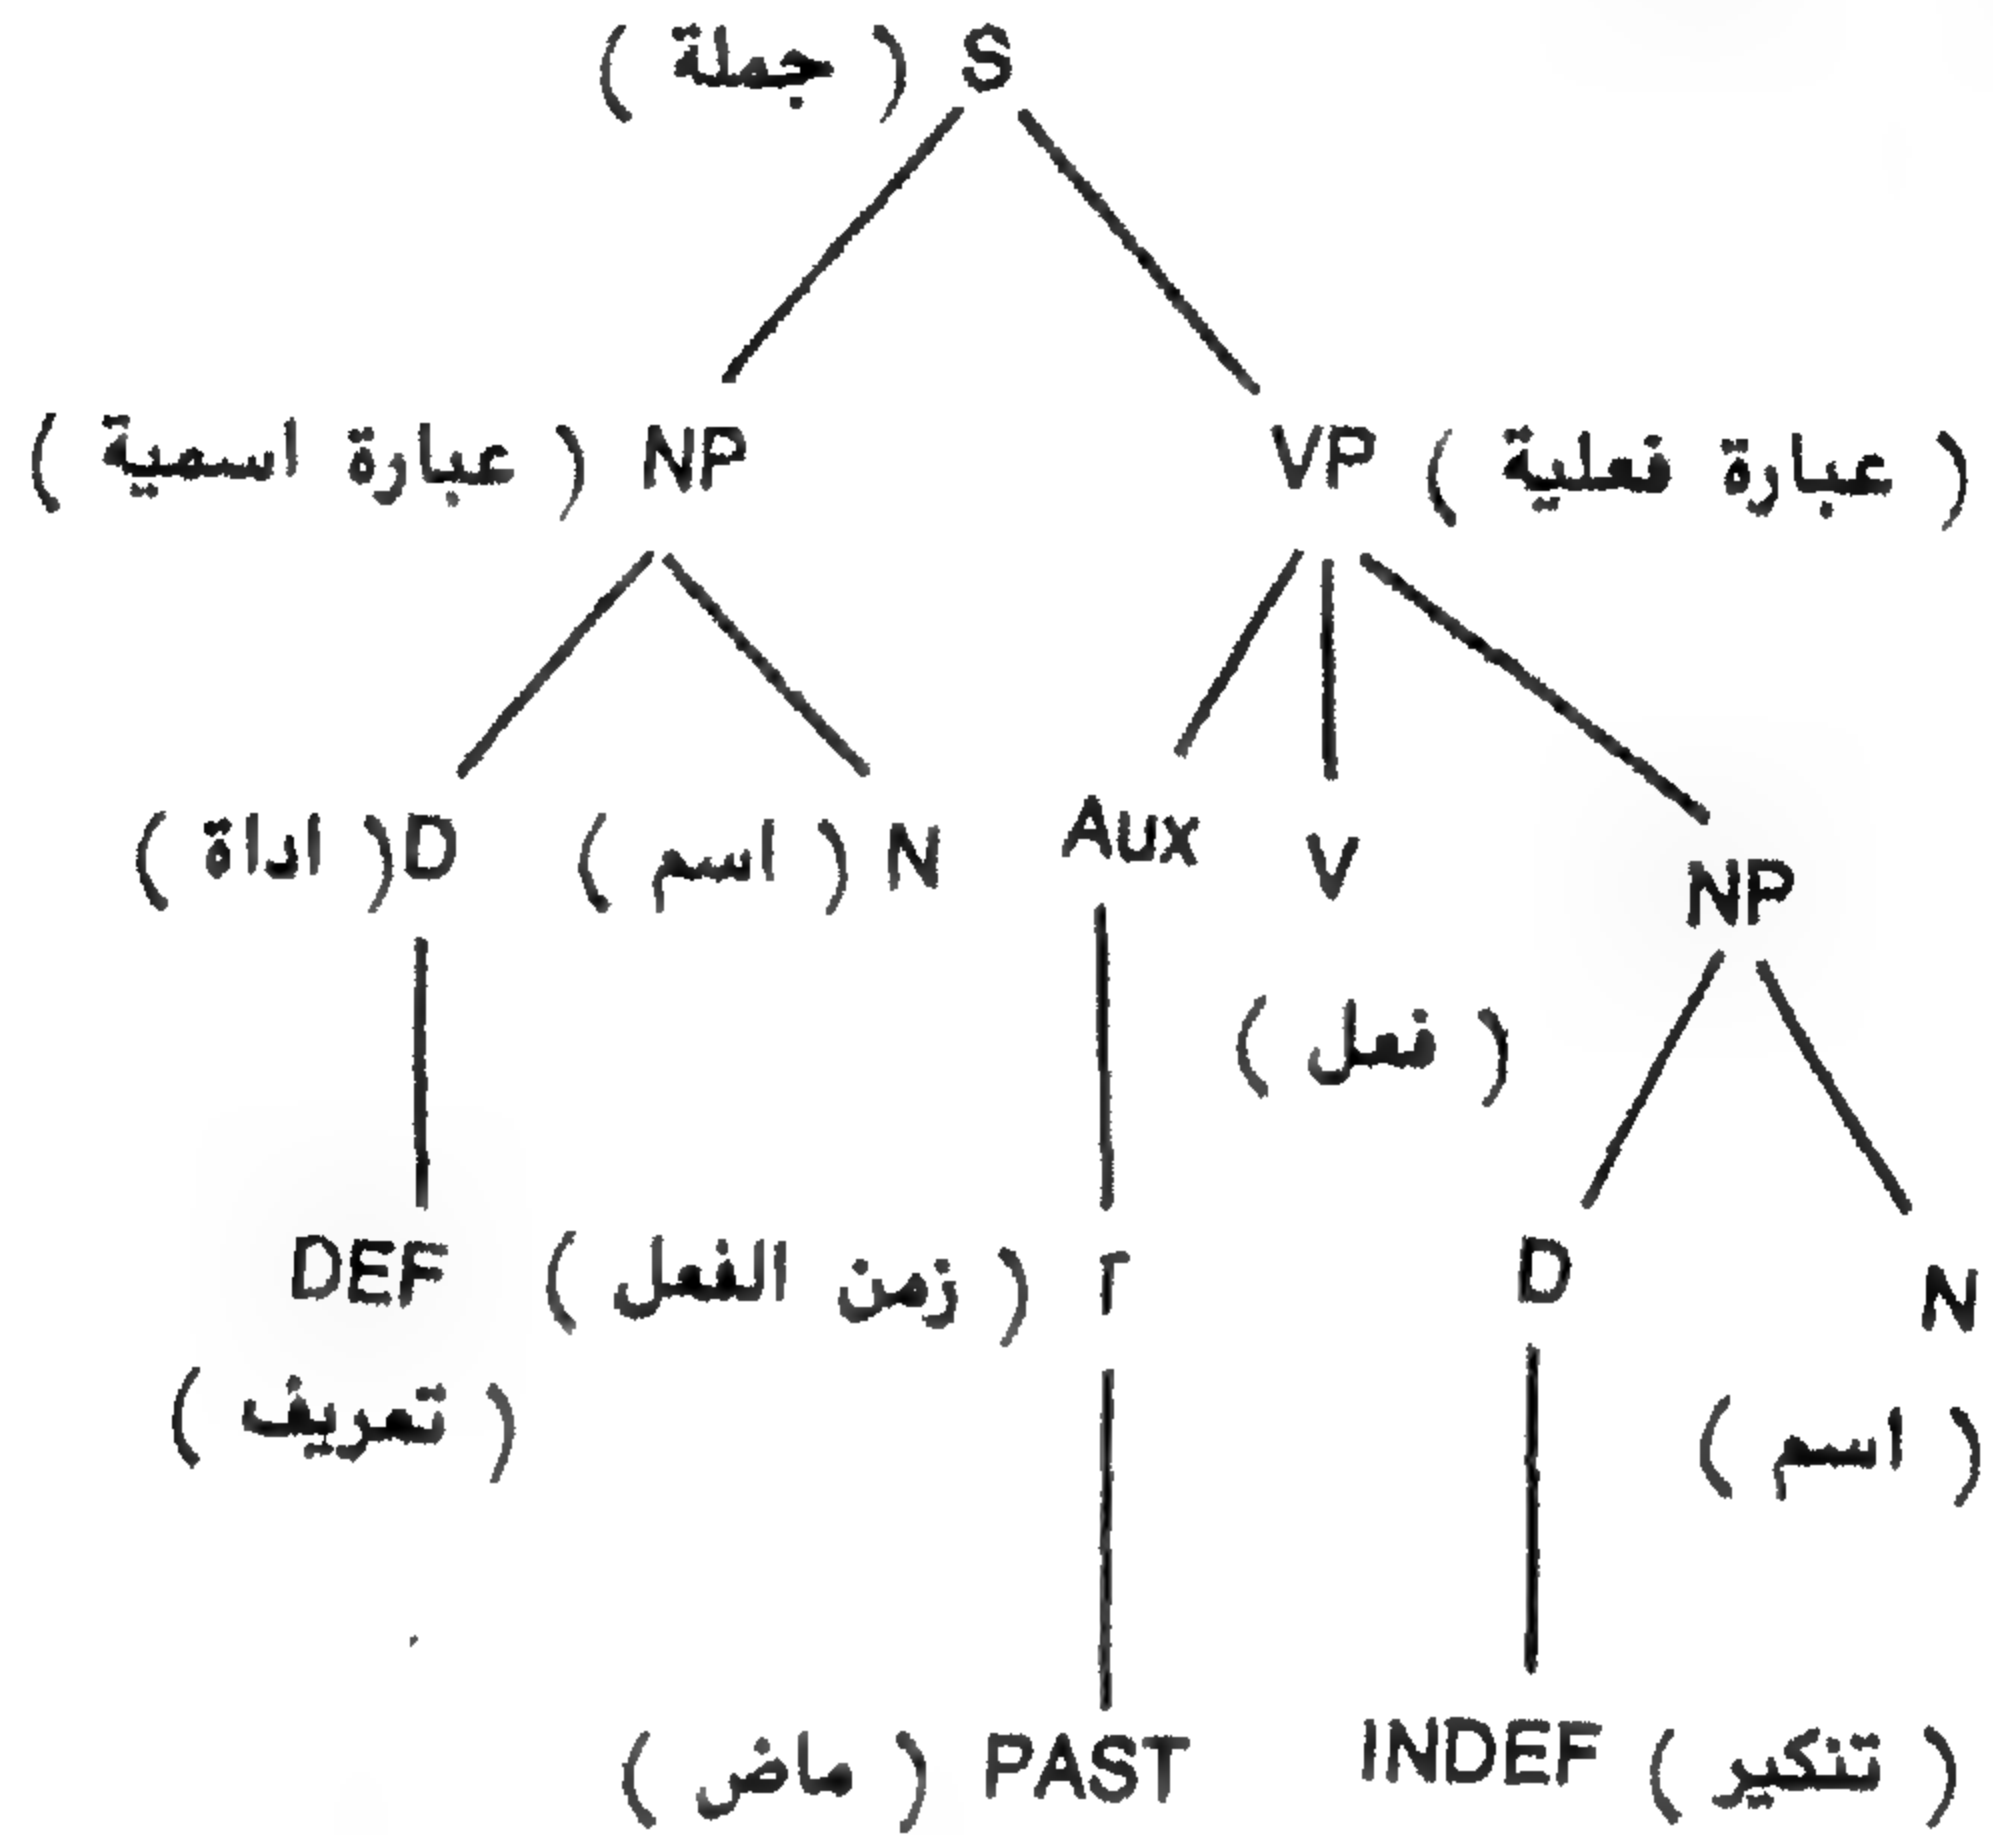 S ( جملة )
NP ( عبارة اسمية )
VP ( عبارة فعلية )
D ( اداة )
N ( اسم )
Aux
V
NP
( فعل )
DEF
T ( زمن الفعل )
D
N
( تعريف )
( اسم )
PAST ( ماض )
INDEF ( تنكير )